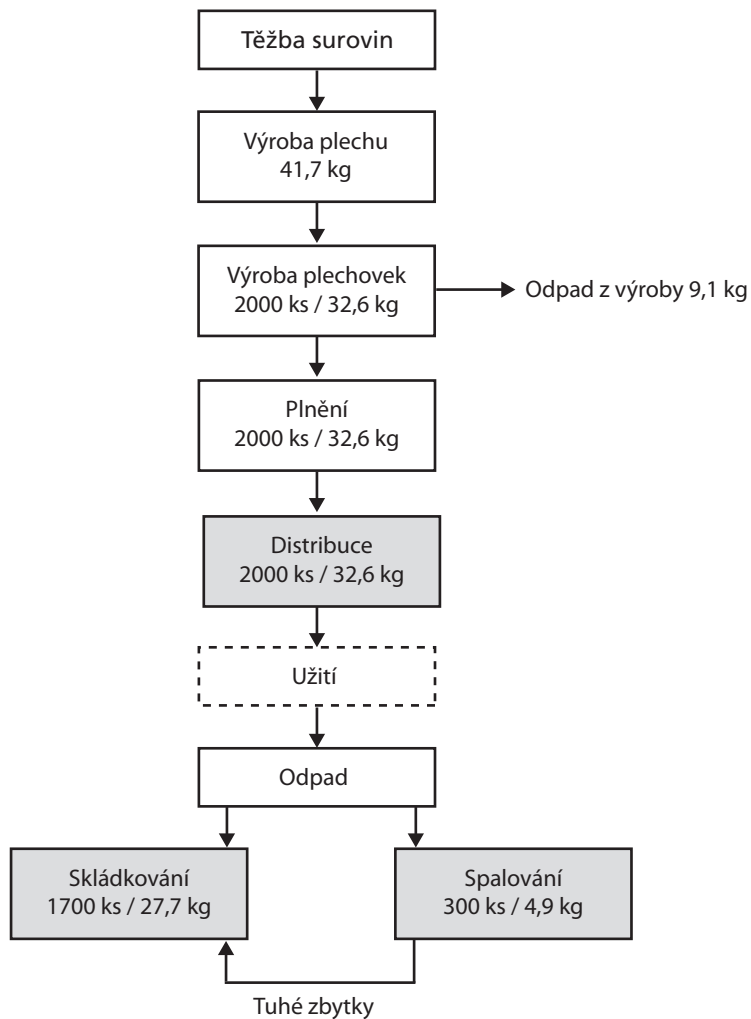 Těžba surovin
Výroba plechu
41,7 kg
Výroba plechovek
2000 ks / 32,6 kg
Odpad z výroby 9,1 kg
Plnění
2000 ks / 32,6 kg
Distribuce
2000 ks / 32,6 kg
Užití
Odpad
Skládkování
1700 ks / 27,7 kg
Spalování
300 ks / 4,9 kg
Tuhé zbytky